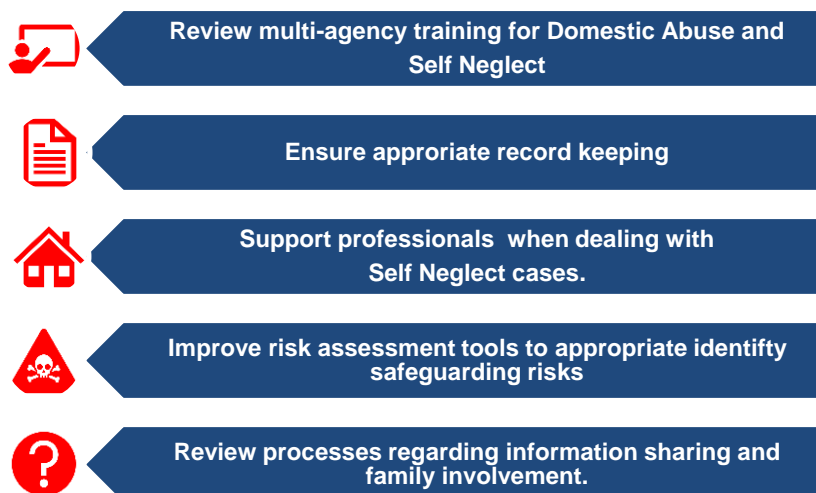 Review multi-agency training for Domestic Abuse and
Self Neglect
Ensure approriate record keeping
Support professionals  when dealing with
Self Neglect cases.
Improve risk assessment tools to appropriate identifty
safeguarding risks
Review processes regarding information sharing and
family involvement.